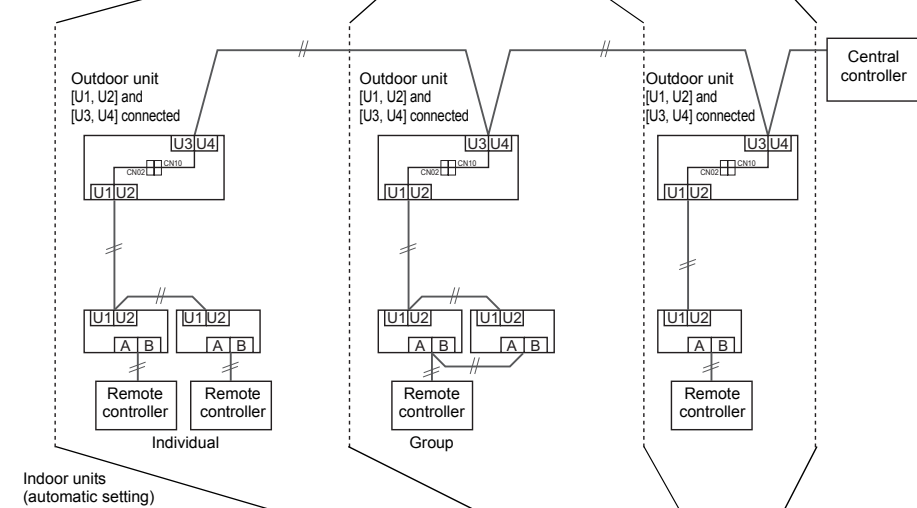 Central
controller
Outdoor unit
[U1, U2] and
[U3, U4] connected
U3 U4
CN10
CN02
U1 U2
Outdoor unit
[U1, U2] and
[U3, U4] connected
U3 U4
CN10
CN02
U1 U2
Outdoor unit
[U1, U2] and
[U3, U4] connected
U3 U4
CN10
CN02
U1 U2
U1 U2
A B
U1 U2
A B
Remote
controller
Remote
controller
Individual
U1 U2
A B
U1 U2
A B
Remote
controller
Group
U1 U2
A B
Remote
controller
Indoor units
(automatic setting)